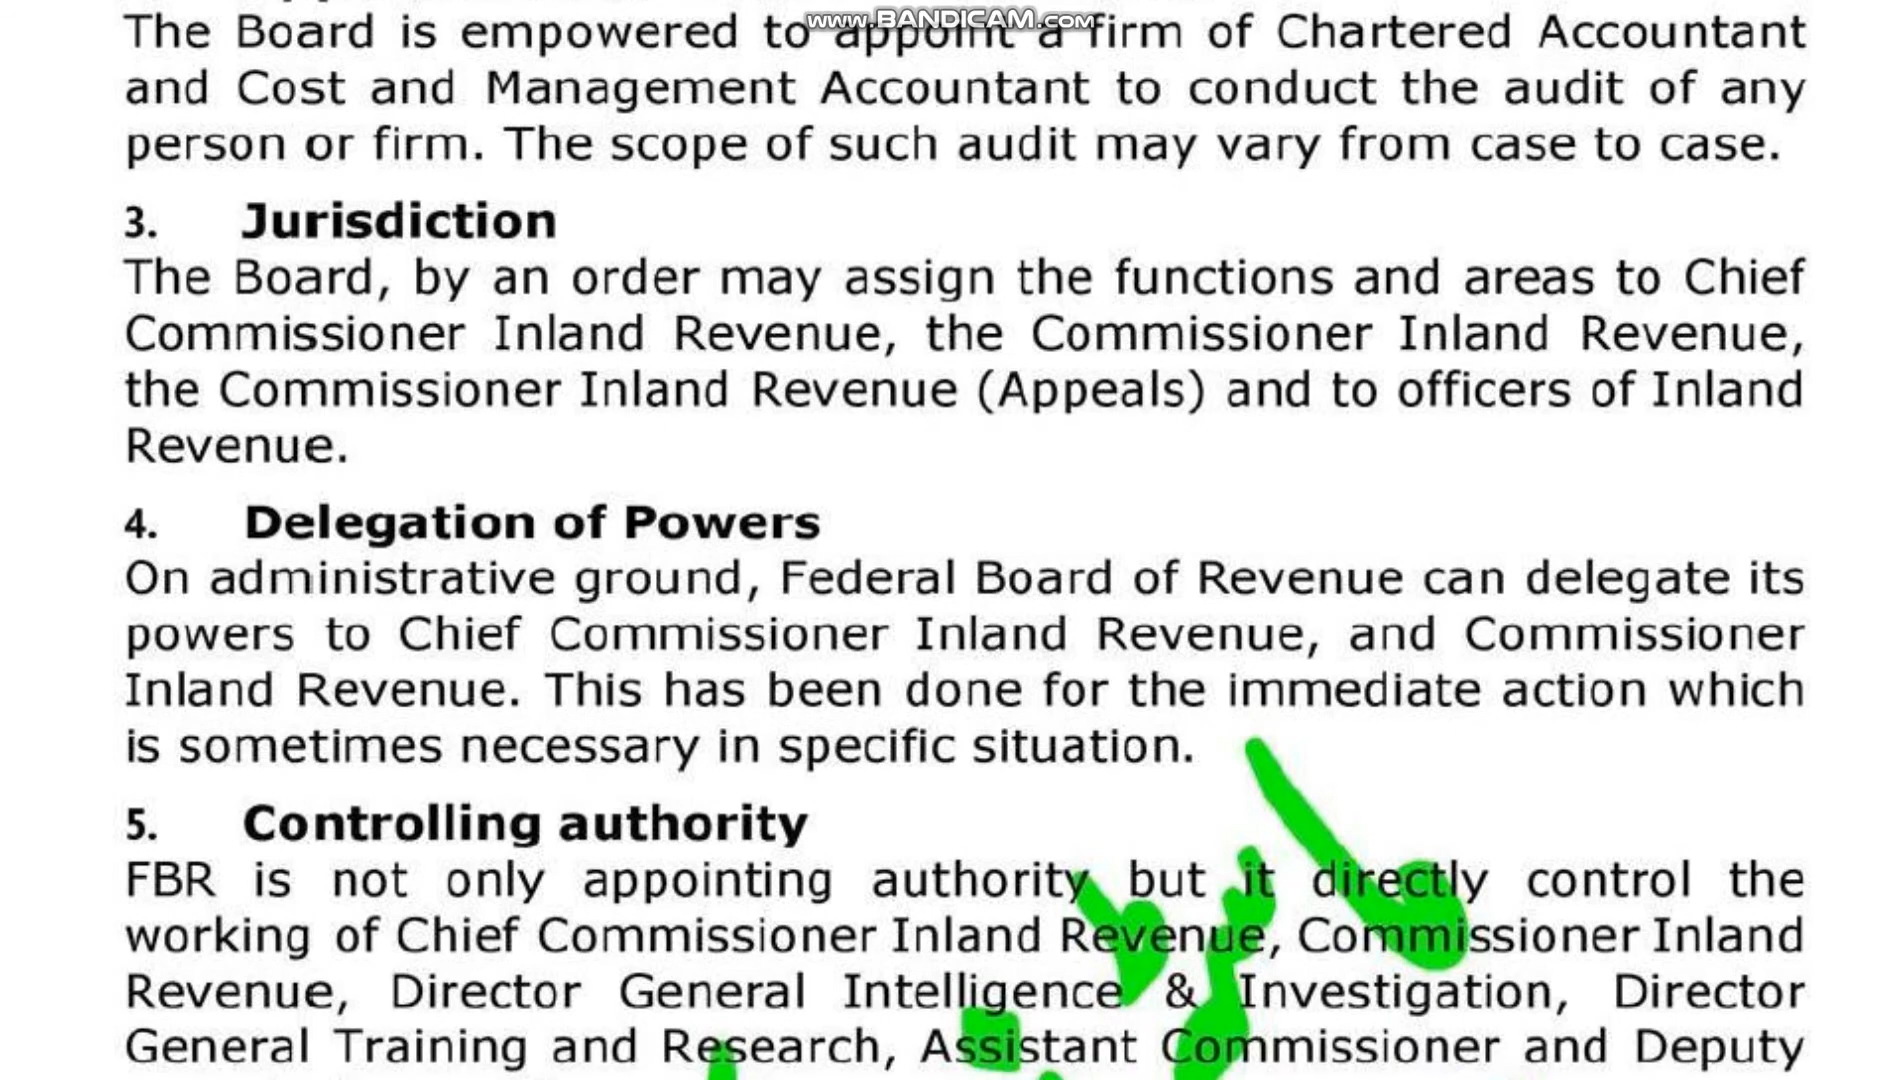 www.BANDICAM.com
The Board is empowered to appoint a firm of Chartered Accountant
and Cost and Management Accountant to conduct the audit of any
person or firm. The scope of such audit may vary from case to case.
3. Jurisdiction
The Board, by an order may assign the functions and areas to Chief
Commissioner Inland Revenue, the Commissioner Inland Revenue,
the Commissioner Inland Revenue (Appeals) and to officers of Inland
Revenue.
4. Delegation of Powers
On administrative ground, Federal Board of Revenue can delegate its
powers to Chief Commissioner Inland Revenue, and Commissioner
Inland Revenue. This has been done for the immediate action which
is sometimes necessary in specific situation.
5. Controlling authority
FBR is not only appointing authority but it directly control the
working of Chief Commissioner Inland Revenue, Commissioner Inland
Revenue, Director General Intelligence & Investigation, Director
General Training and Research, Assistant Commissioner and Deputy